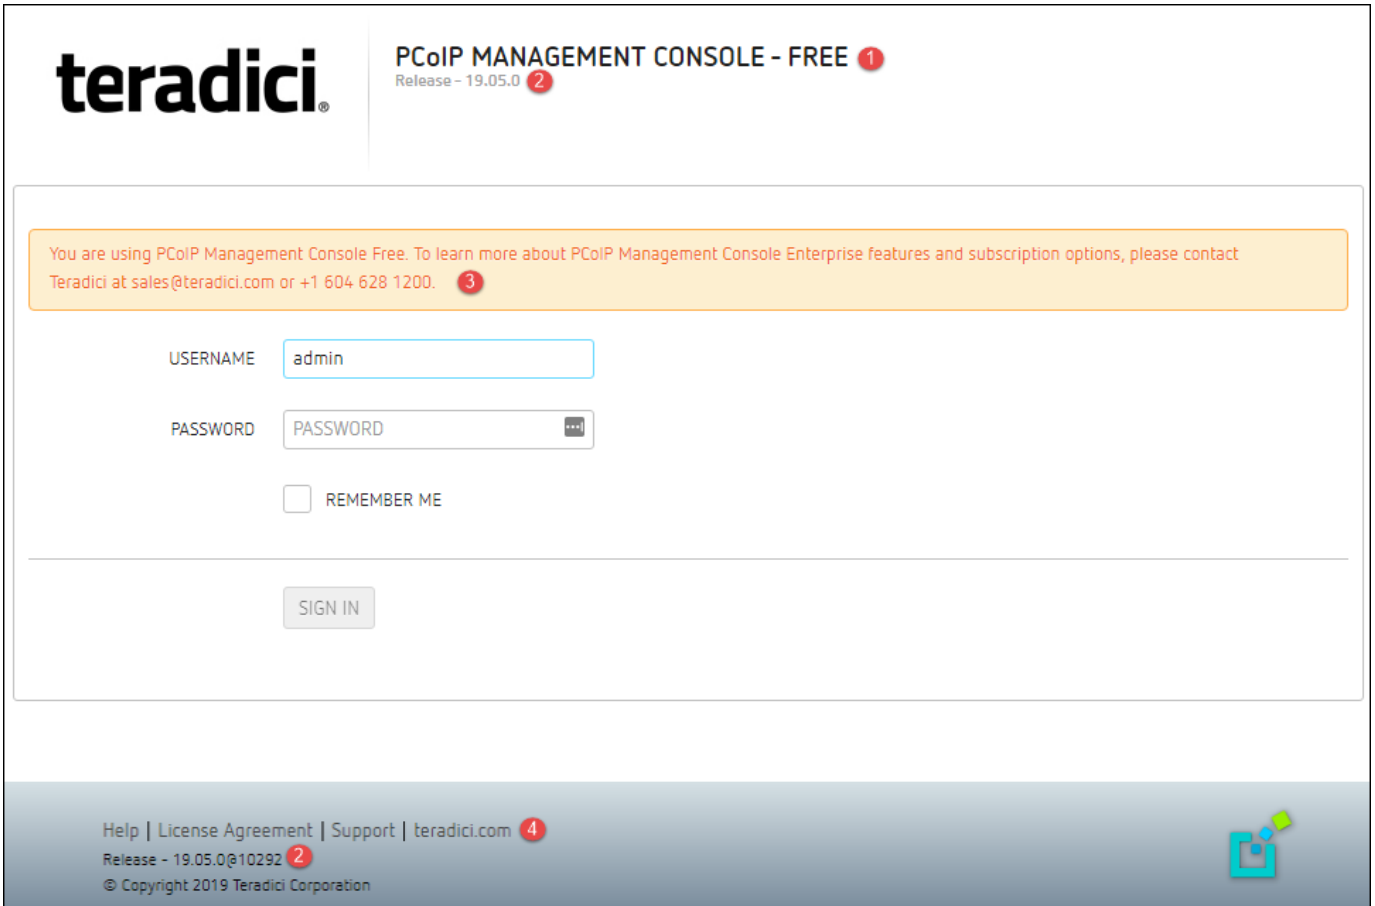 teradici®
PCoIP MANAGEMENT CONSOLE - FREE 1
Release - 19.05.0 2
You are using PCoIP Management Console Free. To learn more about PCoIP Management Console Enterprise features and subscription options, please contact
Teradici at sales@teradici.com or +1 604 628 1200. 3
USERNAME admin
PASSWORD PASSWORD
REMEMBER ME
SIGN IN
Help | License Agreement | Support | teradici.com 4
Release - 19.05.0@10292 2
© Copyright 2019 Teradici Corporation